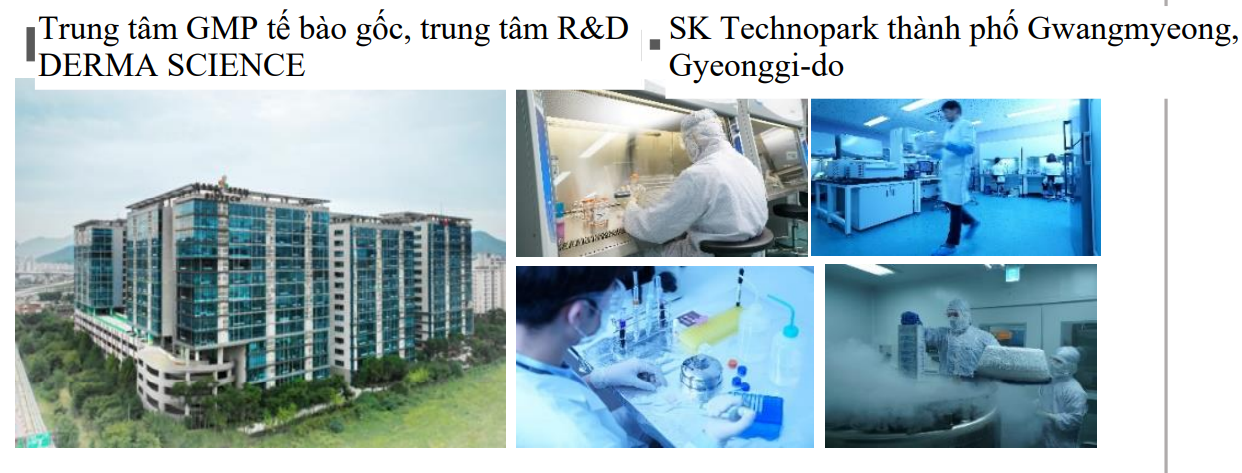 Trung tâm GMP tế bào gốc, trung tâm R&D
DERMA SCIENCE
SK Technopark thành phố Gwangmyeong,
Gyeonggi-do